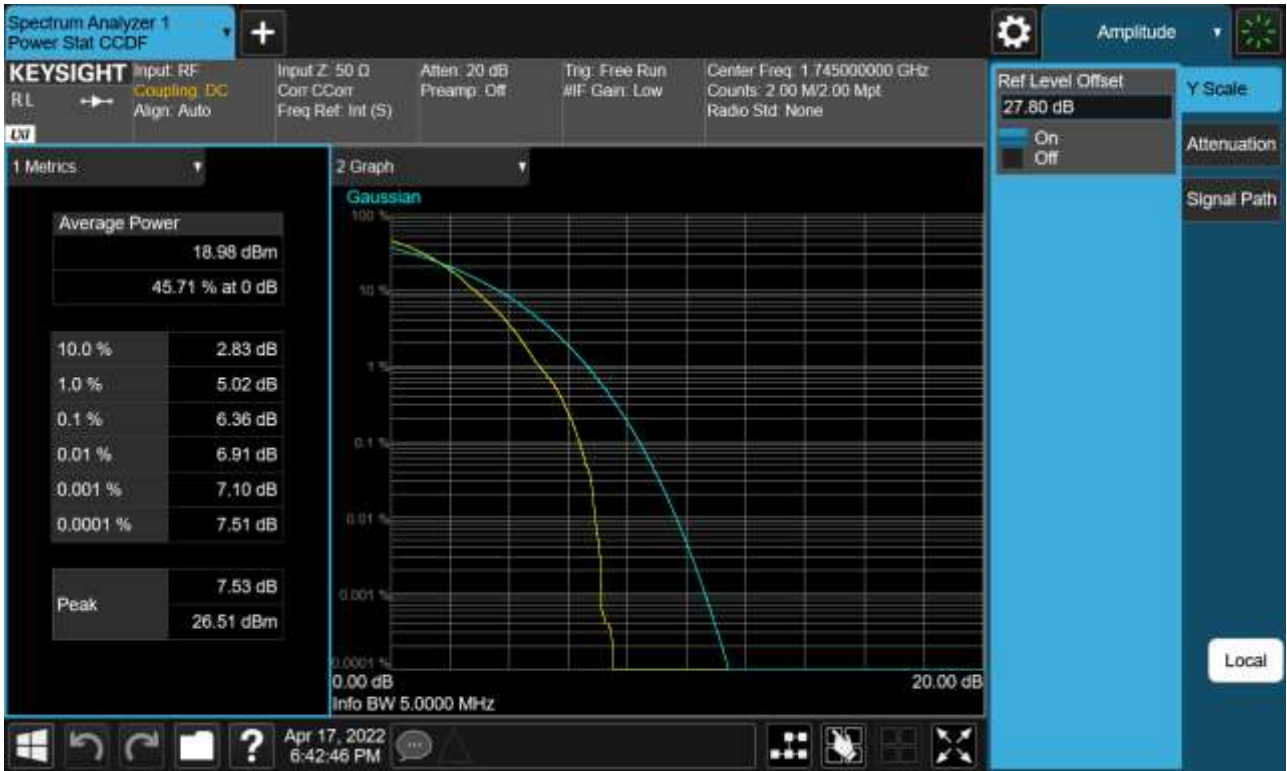 Spectrum Analyzer 1
Power Stat CCDF
+
Amplitude
KEYSIGHT
RL
LXI
Input: RF
Coupling: DC
Align: Auto
Input Z: 50 Ω
Corr CCorr
Freq Ref: Int (S)
Atten: 20 dB
Preamp: Off
Trig: Free Run
#IF Gain: Low
Center Freq: 1.745000000 GHz
Counts: 2.00 M/2.00 Mpt
Radio Std: None
Ref Level Offset
27.80 dB
On
Off
Y Scale
Attenuation
Signal Path
Local
1 Metrics
Average Power
18.98 dBm
45.71 % at 0 dB
10.0 % 2.83 dB
1.0 % 5.02 dB
0.1 % 6.36 dB
0.01 % 6.91 dB
0.001 % 7.10 dB
0.0001 % 7.51 dB
Peak
7.53 dB
26.51 dBm
2 Graph
Gaussian
100 %
10 %
1 %
0.1 %
0.01 %
0.001 %
0.0001 %
0.00 dB
20.00 dB
Info BW 5.0000 MHz
?
Apr 17, 2022
6:42:46 PM